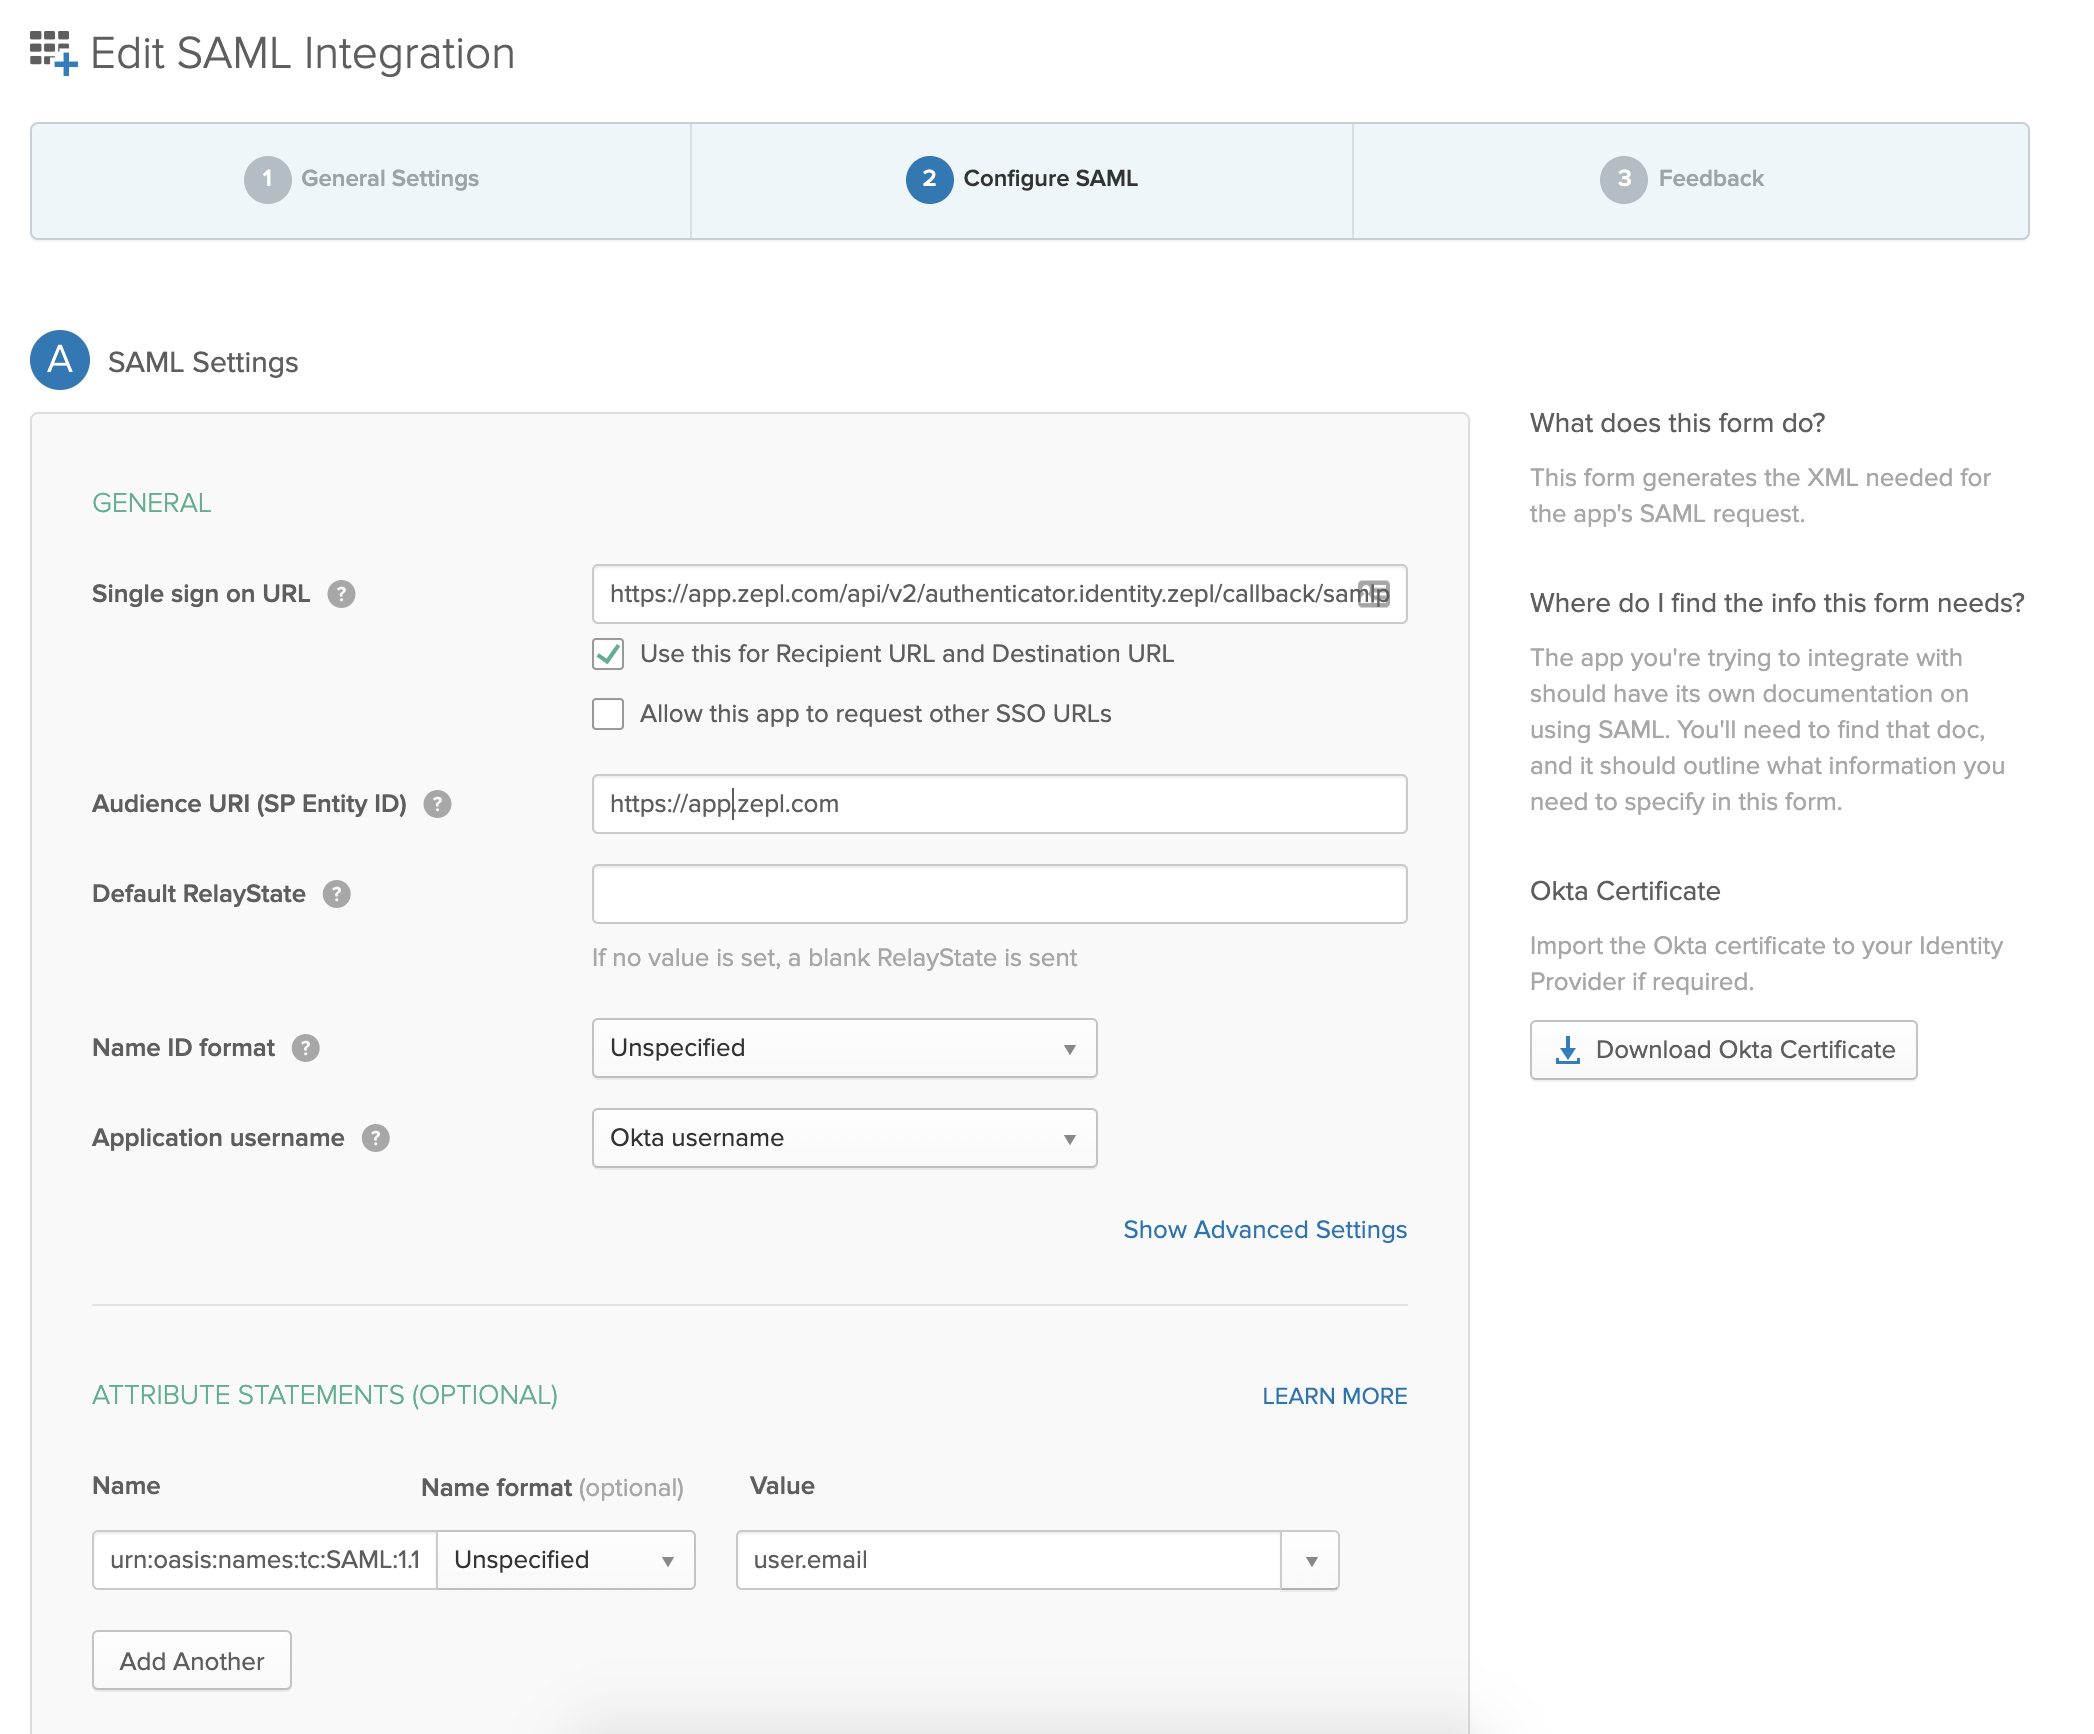 Edit SAML Integration
1 General Settings
2 Configure SAML
3 Feedback
A SAML Settings
GENERAL
Single sign on URL ?
https://app.zepl.com/api/v2/authenticator.identity.zepl/callback/samlp
Use this for Recipient URL and Destination URL
Allow this app to request other SSO URLs
Audience URI (SP Entity ID) ?
https://app.zepl.com
Default RelayState ?
If no value is set, a blank RelayState is sent
Name ID format ?
Unspecified
Application username ?
Okta username
Show Advanced Settings
ATTRIBUTE STATEMENTS (OPTIONAL)
LEARN MORE
Name
Name format (optional)
Value
urn:oasis:names:tc:SAML:1.1
Unspecified
user.email
Add Another
What does this form do?
This form generates the XML needed for
the app's SAML request.
Where do I find the info this form needs?
The app you're trying to integrate with
should have its own documentation on
using SAML. You'll need to find that doc,
and it should outline what information you
need to specify in this form.
Okta Certificate
Import the Okta certificate to your Identity
Provider if required.
Download Okta Certificate